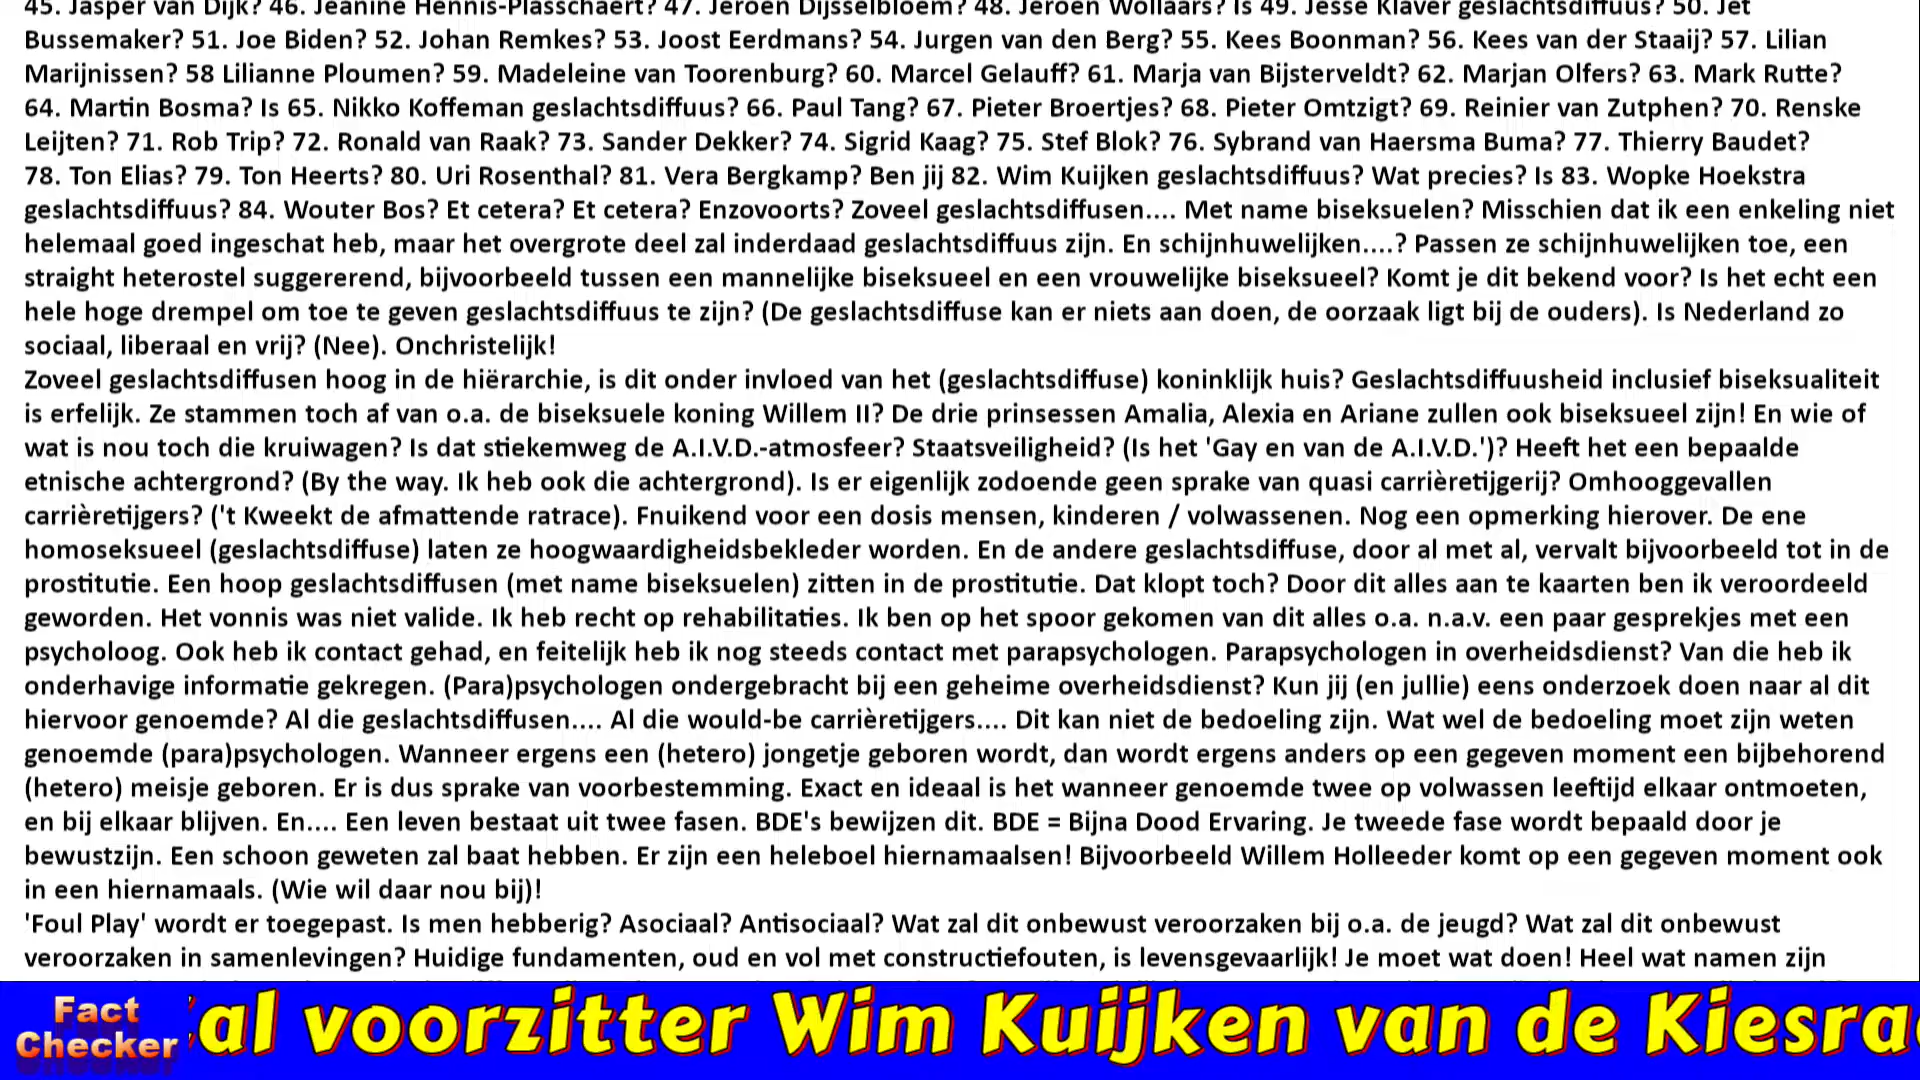 45. Jasper van Dijk? 46. Jeanine Hennis-Plasschaert? 47. Jeroen Dijsselbloem? 48. Jeroen Wollaars? Is 49. Jesse Klaver geslachtsdiffuus? 50. Jet
Bussemaker? 51. Joe Biden? 52. Johan Remkes? 53. Joost Eerdmans? 54. Jurgen van den Berg? 55. Kees Boonman? 56. Kees van der Staaij? 57. Lilian
Marijnissen? 58 Lilianne Ploumen? 59. Madeleine van Toorenburg? 60. Marcel Gelauff? 61. Marja van Bijsterveldt? 62. Marjan Olfers? 63. Mark Rutte?
64. Martin Bosma? Is 65. Nikko Koffeman geslachtsdiffuus? 66. Paul Tang? 67. Pieter Broertjes? 68. Pieter Omtzigt? 69. Reinier van Zutphen? 70. Renske
Leijten? 71. Rob Trip? 72. Ronald van Raak? 73. Sander Dekker? 74. Sigrid Kaag? 75. Stef Blok? 76. Sybrand van Haersma Buma? 77. Thierry Baudet?
78. Ton Elias? 79. Ton Heerts? 80. Uri Rosenthal? 81. Vera Bergkamp? Ben jij 82. Wim Kuijken geslachtsdiffuus? Wat precies? Is 83. Wopke Hoekstra
geslachtsdiffuus? 84. Wouter Bos? Et cetera? Et cetera? Enzovoorts? Zoveel geslachtsdiffusen.... Met name biseksuelen? Misschien dat ik een enkeling niet
helemaal goed ingeschat heb, maar het overgrote deel zal inderdaad geslachtsdiffuus zijn. En schijnhuwelijken....? Passen ze schijnhuwelijken toe, een
straight heterostel suggererend, bijvoorbeeld tussen een mannelijke biseksueel en een vrouwelijke biseksueel? Komt je dit bekend voor? Is het echt een
hele hoge drempel om toe te geven geslachtsdiffuus te zijn? (De geslachtsdiffuse kan er niets aan doen, de oorzaak ligt bij de ouders). Is Nederland zo
sociaal, liberaal en vrij? (Nee). Onchristelijk!
Zoveel geslachtsdiffusen hoog in de hiërarchie, is dit onder invloed van het (geslachtsdiffuse) koninklijk huis? Geslachtsdiffuusheid inclusief biseksualiteit
is erfelijk. Ze stammen toch af van o.a. de biseksuele koning Willem II? De drie prinsessen Amalia, Alexia en Ariane zullen ook biseksueel zijn! En wie of
wat is nou toch die kruiwagen? Is dat stiekemweg de A.I.V.D.-atmosfeer? Staatsveiligheid? (Is het 'Gay en van de A.I.V.D.')? Heeft het een bepaalde
etnische achtergrond? (By the way. Ik heb ook die achtergrond). Is er eigenlijk zodoende geen sprake van quasi carrièretijgerij? Omhooggevallen
carrièretijgers? ('t Kweekt de afmattende ratrace). Fnuikend voor een dosis mensen, kinderen / volwassenen. Nog een opmerking hierover. De ene
homoseksueel (geslachtsdiffuse) laten ze hoogwaardigheidsbekleder worden. En de andere geslachtsdiffuse, door al met al, vervalt bijvoorbeeld tot in de
prostitutie. Een hoop geslachtsdiffusen (met name biseksuelen) zitten in de prostitutie. Dat klopt toch? Door dit alles aan te kaarten ben ik veroordeeld
geworden. Het vonnis was niet valide. Ik heb recht op rehabilitaties. Ik ben op het spoor gekomen van dit alles o.a. n.a.v. een paar gesprekjes met een
psycholoog. Ook heb ik contact gehad, en feitelijk heb ik nog steeds contact met parapsychologen. Parapsychologen in overheidsdienst? Van die heb ik
onderhavige informatie gekregen. (Para)psychologen ondergebracht bij een geheime overheidsdienst? Kun jij (en jullie) eens onderzoek doen naar al dit
hiervoor genoemde? Al die geslachtsdiffusen.... Al die would-be carrièretijgers.... Dit kan niet de bedoeling zijn. Wat wel de bedoeling moet zijn weten
genoemde (para)psychologen. Wanneer ergens een (hetero) jongetje geboren wordt, dan wordt ergens anders op een gegeven moment een bijbehorend
(hetero) meisje geboren. Er is dus sprake van voorbestemming. Exact en ideaal is het wanneer genoemde twee op volwassen leeftijd elkaar ontmoeten,
en bij elkaar blijven. En.... Een leven bestaat uit twee fasen. BDE's bewijzen dit. BDE = Bijna Dood Ervaring. Je tweede fase wordt bepaald door je
bewustzijn. Een schoon geweten zal baat hebben. Er zijn een heleboel hiernamaalsen! Bijvoorbeeld Willem Holleeder komt op een gegeven moment ook
in een hiernamaals. (Wie wil daar nou bij)!
'Foul Play' wordt er toegepast. Is men hebberig? Asociaal? Antisociaal? Wat zal dit onbewust veroorzaken bij o.a. de jeugd? Wat zal dit onbewust
veroorzaken in samenlevingen? Huidige fundamenten, oud en vol met constructiefouten, is levensgevaarlijk! Je moet wat doen! Heel wat namen zijn
Fact
Checker
Zal voorzitter Wim Kuijken van de Kiesra